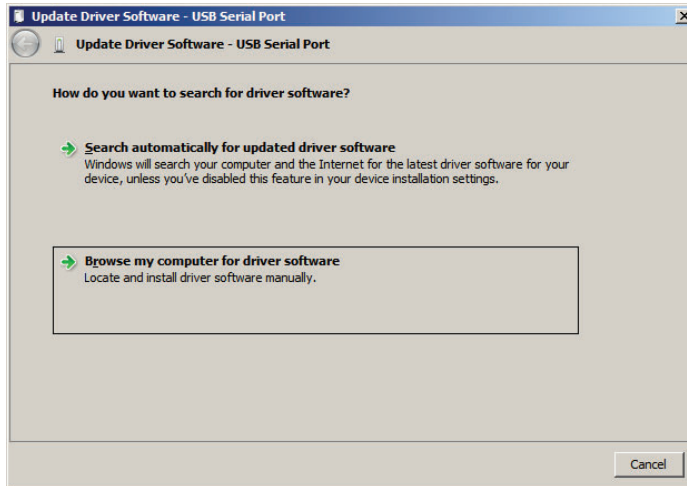 Update Driver Software - USB Serial Port
Update Driver Software - USB Serial Port
How do you want to search for driver software?
Search automatically for updated driver software
Windows will search your computer and the Internet for the latest driver software for your
device, unless you've disabled this feature in your device installation settings.
Browse my computer for driver software
Locate and install driver software manually.
Cancel